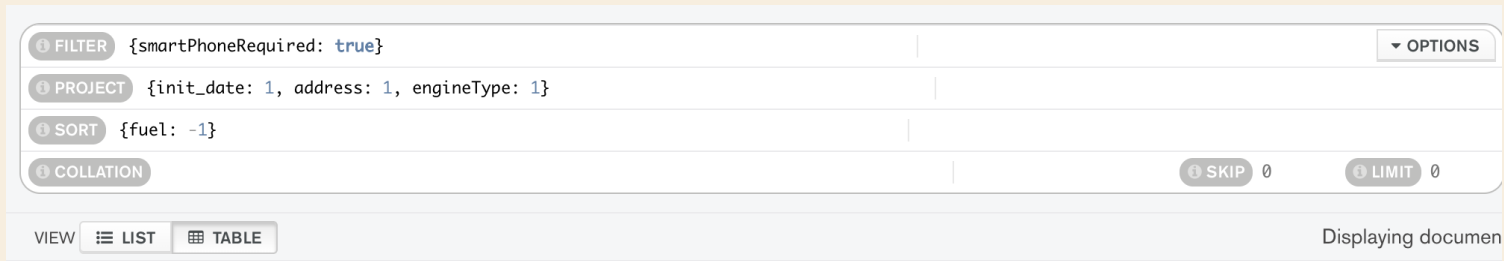 FILTER {smartPhoneRequired: true} OPTIONS
PROJECT {init_date: 1, address: 1, engineType: 1}
SORT {fuel: -1}
COLLATION SKIP 0 LIMIT 0
VIEW LIST TABLE Displaying documen